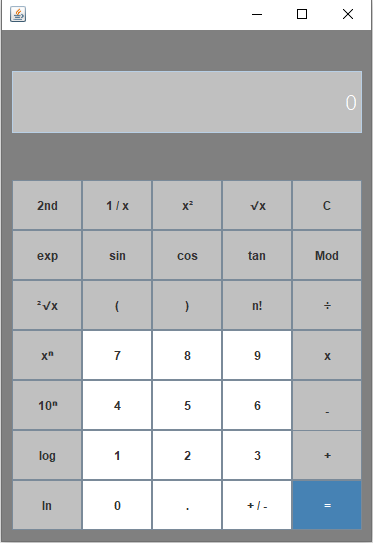 0
2nd 1 / x x² √x C
exp sin cos tan Mod
²√x ( ) n! ÷
xⁿ 7 8 9 x
10ⁿ 4 5 6 _
log 1 2 3 +
ln 0 . + / - =